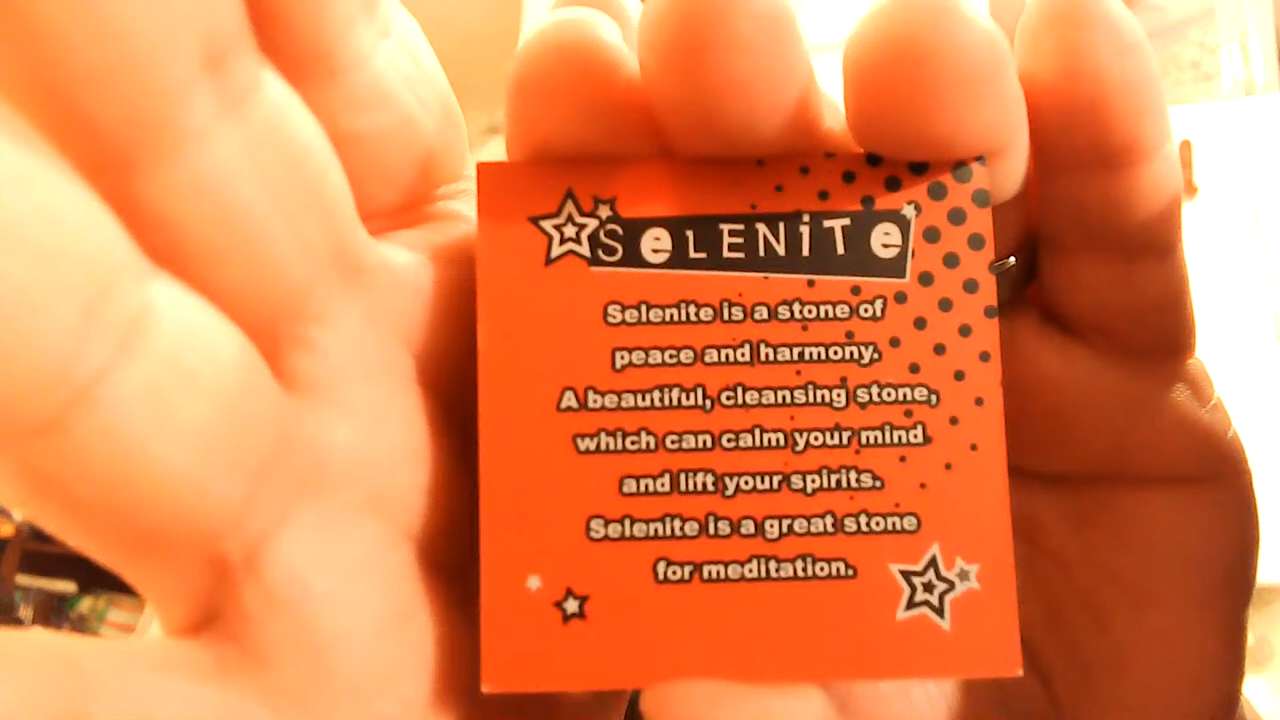 SeLENiTe
Selenite is a stone of
peace and harmony.
A beautiful, cleansing stone,
which can calm your mind
and lift your spirits.
Selenite is a great stone
for meditation.